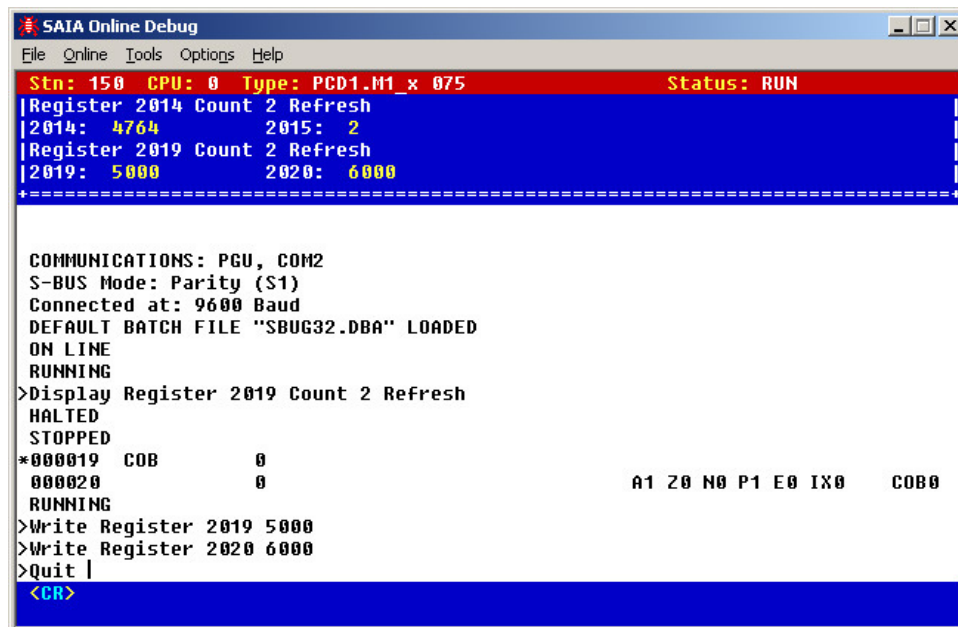 SAIA Online Debug
File Online Tools Options Help
Stn: 150 CPU: 0 Type: PCD1.M1_x 075 Status: RUN
|Register 2014 Count 2 Refresh |
|2014: 4764 2015: 2 |
|Register 2019 Count 2 Refresh |
|2019: 5000 2020: 6000 |
+==========================================================================+
COMMUNICATIONS: PGU, COM2
S-BUS Mode: Parity (S1)
Connected at: 9600 Baud
DEFAULT BATCH FILE "SBUG32.DBA" LOADED
ON LINE
RUNNING
>Display Register 2019 Count 2 Refresh
HALTED
STOPPED
*000019 COB 0
000020 0 A1 Z0 N0 P1 E0 IX0 COB0
RUNNING
>Write Register 2019 5000
>Write Register 2020 6000
>Quit
<CR>